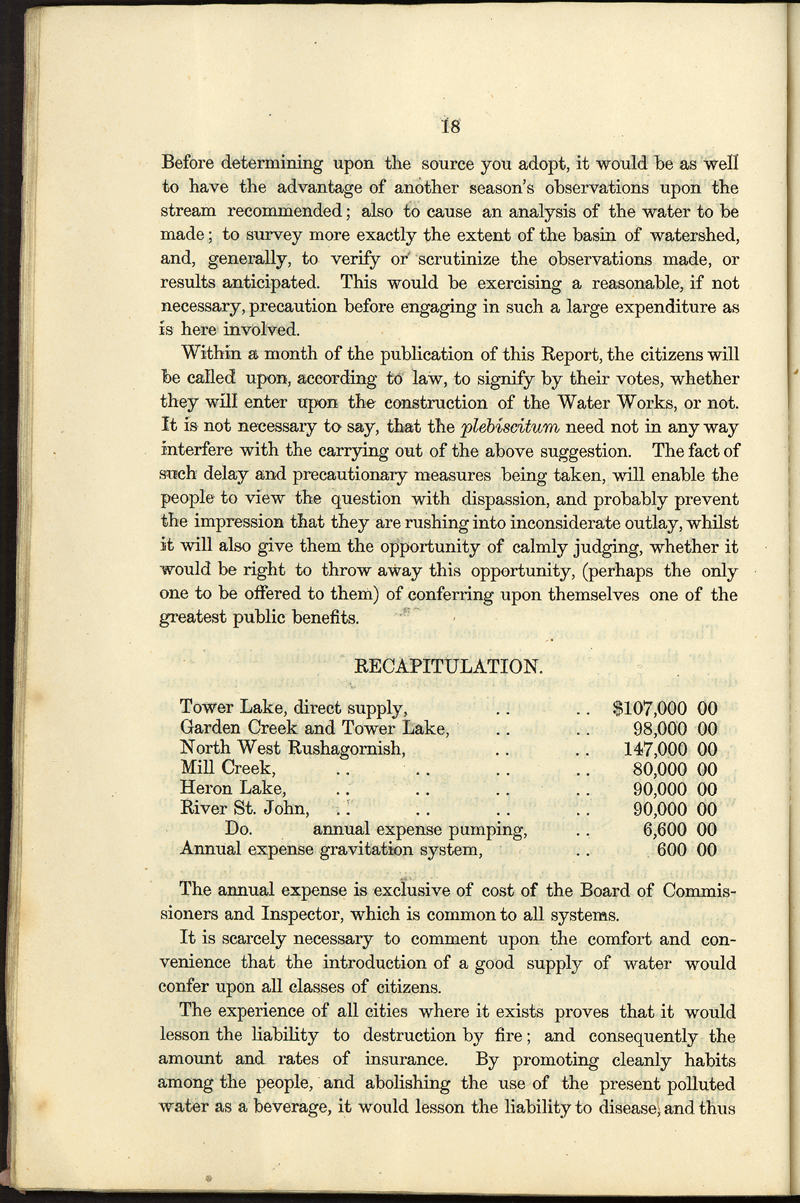 18
Before determining upon the source you adopt, it would be as well
to have the advantage of another season's observations upon the
stream recommended; also to cause an analysis of the water to be
made; to survey more exactly the extent of the basin of watershed,
and, generally, to verify or scrutinize the observations made, or
results anticipated. This would be exercising a reasonable, if not
necessary, precaution before engaging in such a large expenditure as
is here involved.
Within a month of the publication of this Report, the citizens will
be called upon, according to law, to signify by their votes, whether
they will enter upon the construction of the Water Works, or not.
It is not necessary to say, that the plebiscitum need not in any way
interfere with the carrying out of the above suggestion. The fact of
such delay and precautionary measures being taken, will enable the
people to view the question with dispassion, and probably prevent
the impression that they are rushing into inconsiderate outlay, whilst
it will also give them the opportunity of calmly judging, whether it
would be right to throw away this opportunity, (perhaps the only
one to be offered to them) of conferring upon themselves one of the
greatest public benefits.
RECAPITULATION.
Tower Lake, direct supply, .. .. $107,000 00
Garden Creek and Tower Lake, .. .. 98,000 00
North West Rushagornish, .. .. 147,000 00
Mill Creek, .. .. .. .. 80,000 00
Heron Lake, .. .. .. .. 90,000 00
River St. John, .. .. .. .. 90,000 00
Do. annual expense pumping, .. 6,600 00
Annual expense gravitation system, .. 600 00
The annual expense is exclusive of cost of the Board of Commis-
sioners and Inspector, which is common to all systems.
It is scarcely necessary to comment upon the comfort and con-
venience that the introduction of a good supply of water would
confer upon all classes of citizens.
The experience of all cities where it exists proves that it would
lesson the liability to destruction by fire; and consequently the
amount and rates of insurance. By promoting cleanly habits
among the people, and abolishing the use of the present polluted
water as a beverage, it would lesson the liability to disease, and thus